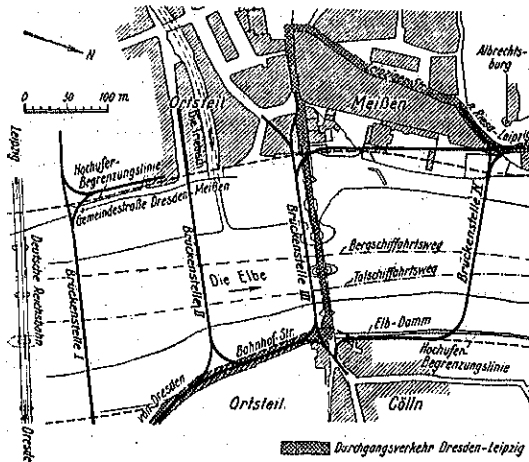 N
0 50 100 m.
Albrechts-
burg
Ortsteil
Meißen
n. Riesa-Leipzig
Leipzig
Hochufer-
Begrenzungslinie
Gemeindestraße Dresden-Meißen
Deutsche Reichsbahn
Brückenstelle I
Brückenstelle II
Brückenstelle III
Brückenstelle IV
Bergschiffahrtsweg
Talschiffahrtsweg
Die Elbe
Elb-Damm
Bahnhof-Str.
Hochufer-
Begrenzungslinie
Dresden
Ortsteil
Cölln
Durchgangsverkehr Dresden-Leipzig